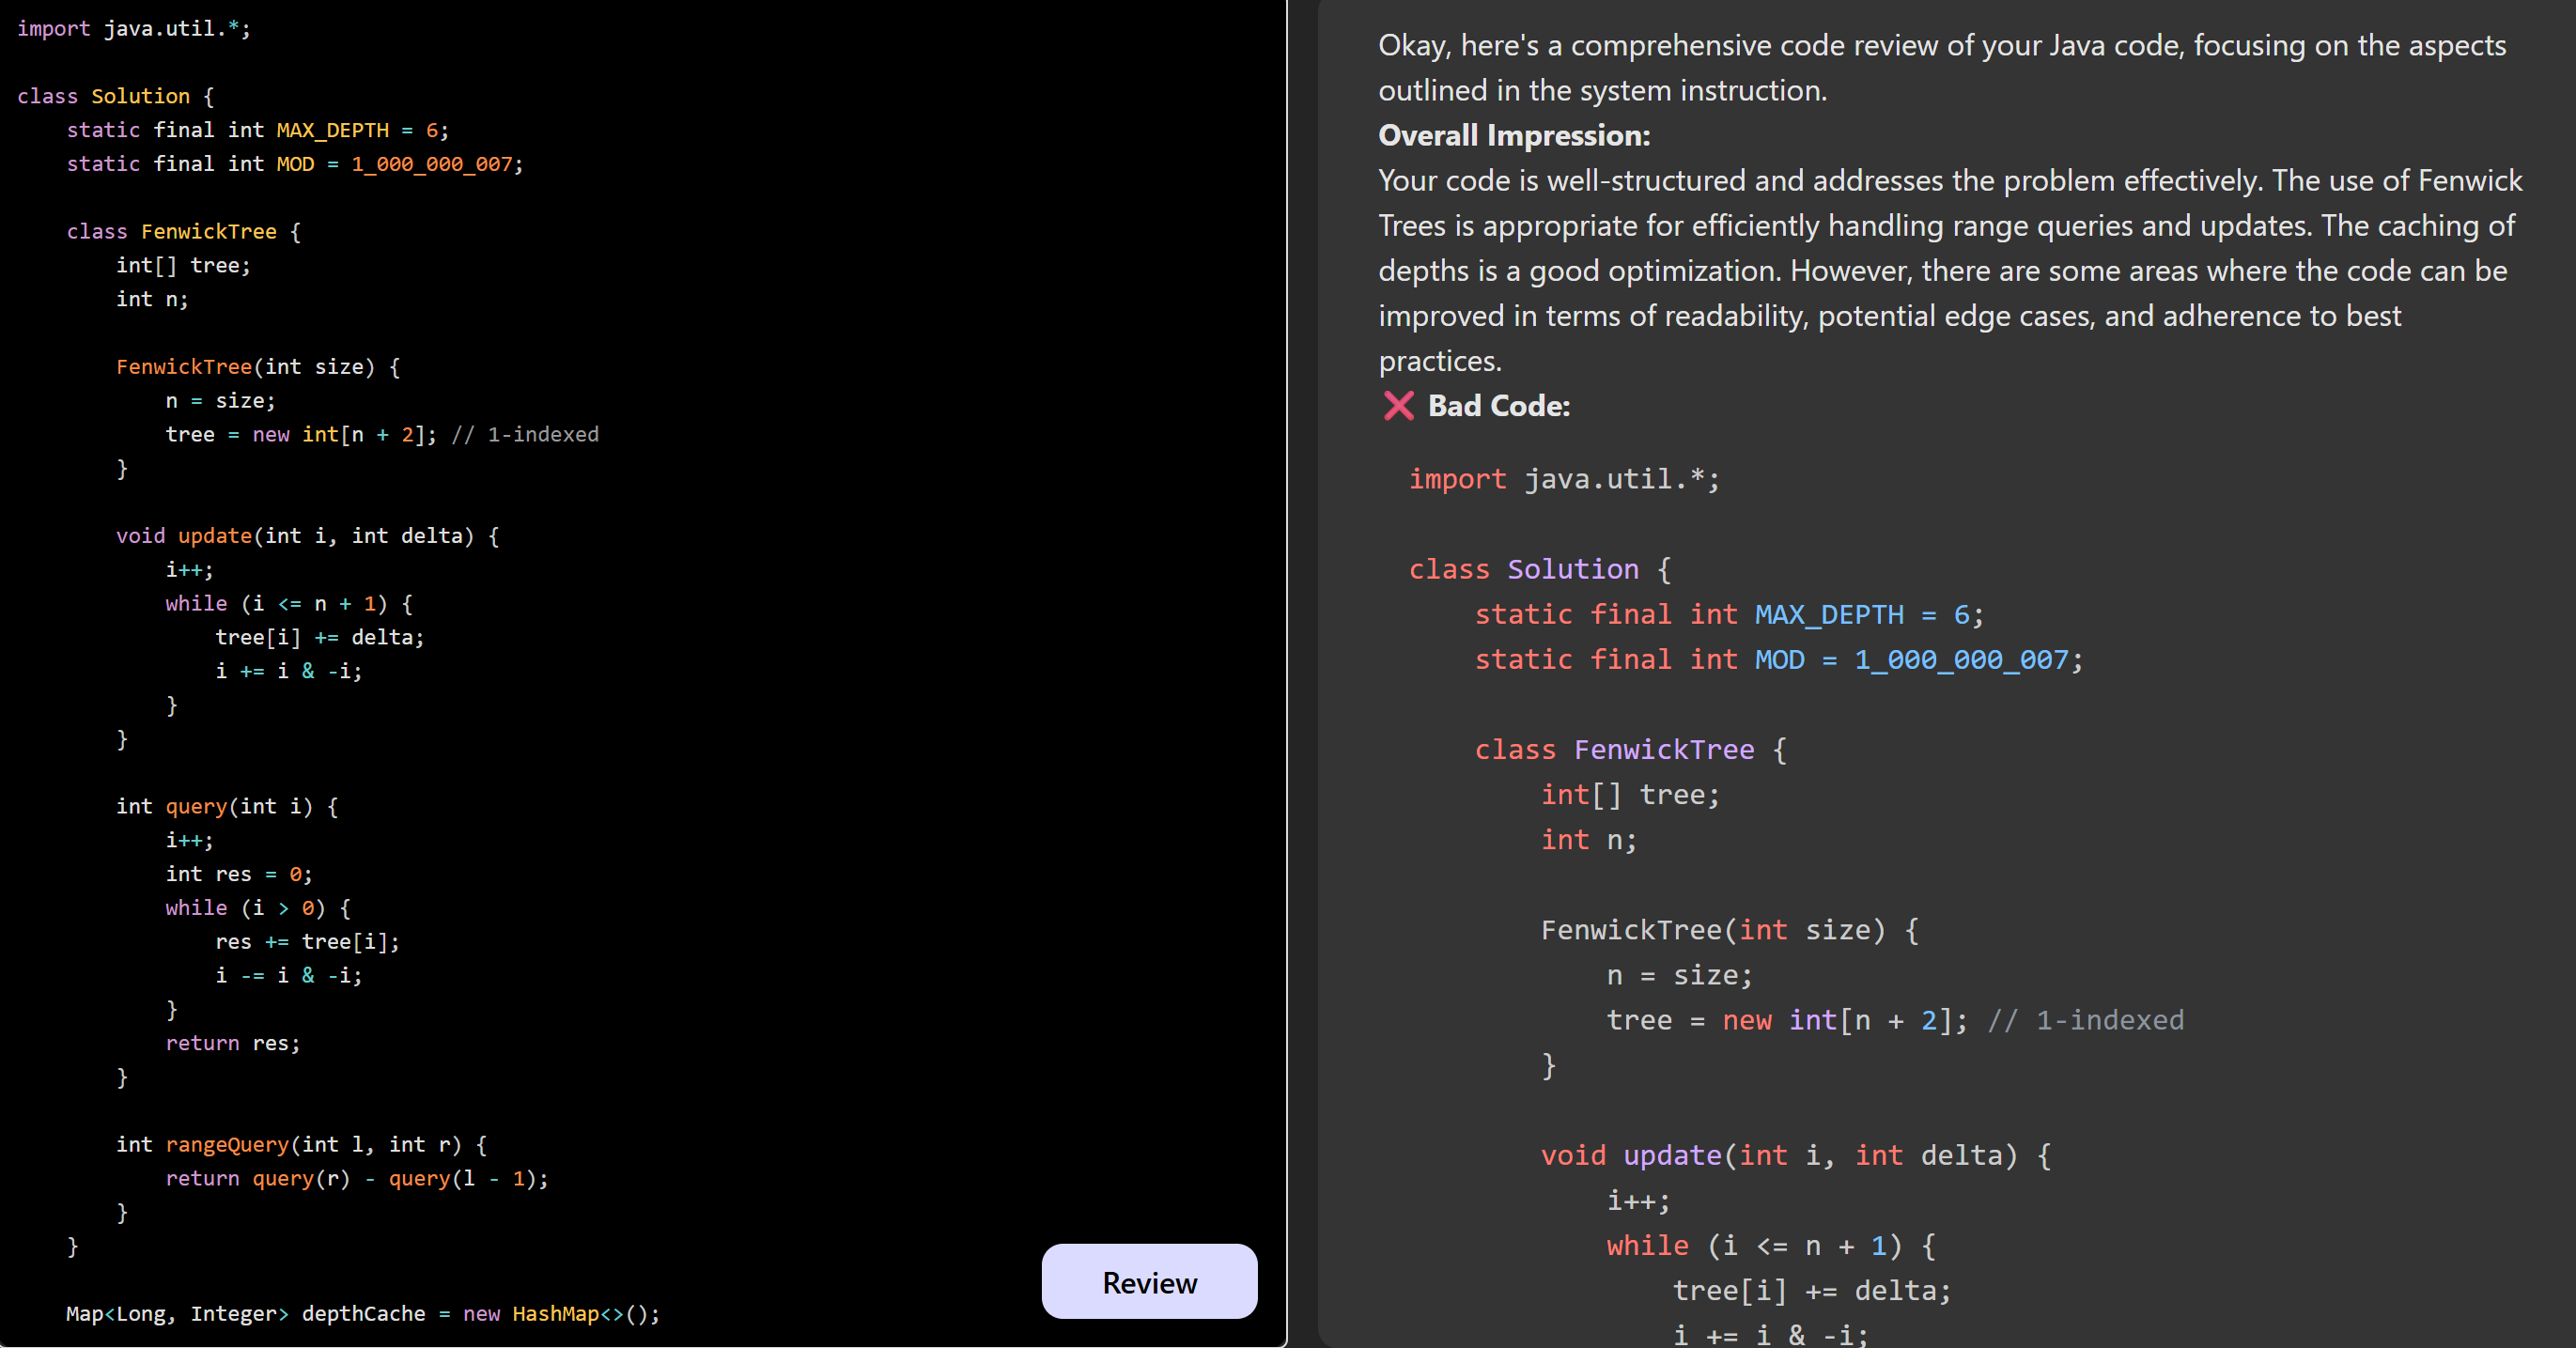 import java.util.*;
class Solution {
static final int MAX_DEPTH = 6;
static final int MOD = 1_000_000_007;
class FenwickTree {
int[] tree;
int n;
FenwickTree(int size) {
n = size;
tree = new int[n + 2]; // 1-indexed
}
void update(int i, int delta) {
i++;
while (i <= n + 1) {
tree[i] += delta;
i += i & -i;
}
}
int query(int i) {
i++;
int res = 0;
while (i > 0) {
res += tree[i];
i -= i & -i;
}
return res;
}
int rangeQuery(int l, int r) {
return query(r) - query(l - 1);
}
}
Map<Long, Integer> depthCache = new HashMap<>();
Review
Okay, here's a comprehensive code review of your Java code, focusing on the aspects
outlined in the system instruction.
Overall Impression:
Your code is well-structured and addresses the problem effectively. The use of Fenwick
Trees is appropriate for efficiently handling range queries and updates. The caching of
depths is a good optimization. However, there are some areas where the code can be
improved in terms of readability, potential edge cases, and adherence to best
practices.
❌ Bad Code:
import java.util.*;
class Solution {
static final int MAX_DEPTH = 6;
static final int MOD = 1_000_000_007;
class FenwickTree {
int[] tree;
int n;
FenwickTree(int size) {
n = size;
tree = new int[n + 2]; // 1-indexed
}
void update(int i, int delta) {
i++;
while (i <= n + 1) {
tree[i] += delta;
i += i & -i;